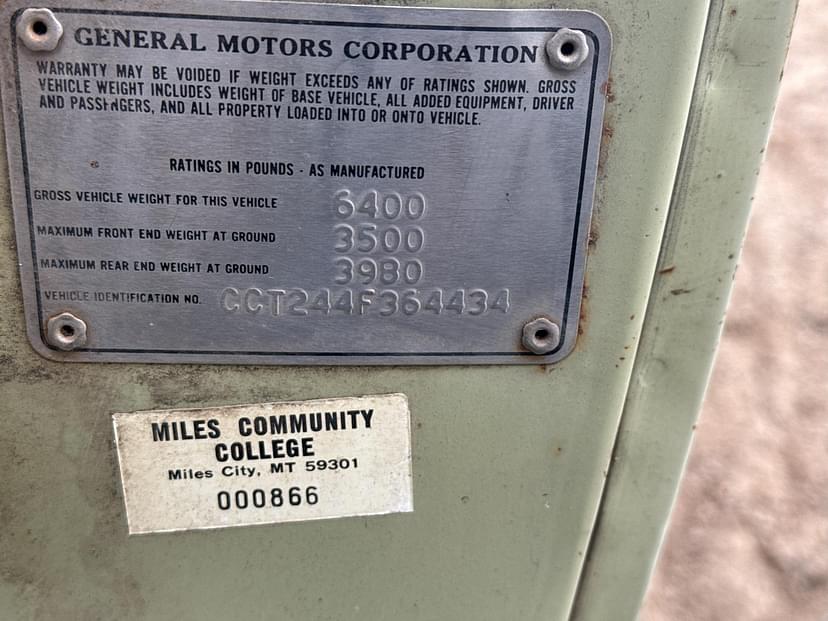 GENERAL MOTORS CORPORATION
WARRANTY MAY BE VOIDED IF WEIGHT EXCEEDS ANY OF RATINGS SHOWN. GROSS
VEHICLE WEIGHT INCLUDES WEIGHT OF BASE VEHICLE, ALL ADDED EQUIPMENT, DRIVER
AND PASSENGERS, AND ALL PROPERTY LOADED INTO OR ONTO VEHICLE.
RATINGS IN POUNDS - AS MANUFACTURED
GROSS VEHICLE WEIGHT FOR THIS VEHICLE 6400
MAXIMUM FRONT END WEIGHT AT GROUND 3500
MAXIMUM REAR END WEIGHT AT GROUND 3980
VEHICLE IDENTIFICATION NO. CCT244F364434
MILES COMMUNITY
COLLEGE
Miles City, MT 59301
000866